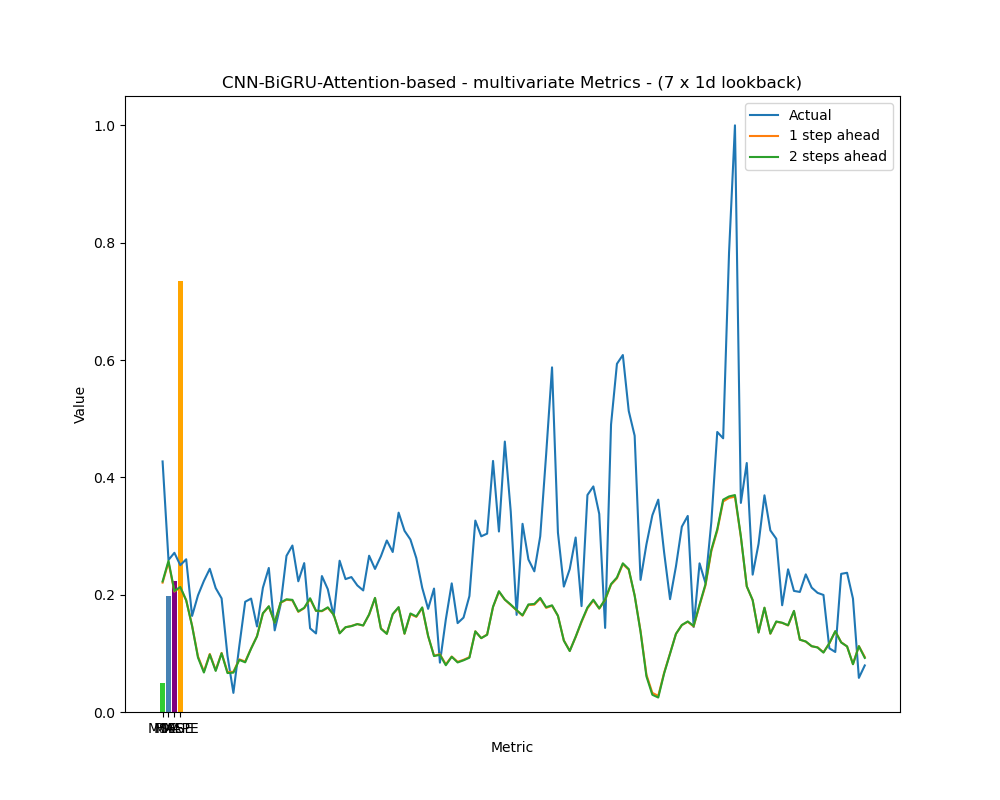 CNN-BiGRU-Attention-based - multivariate Metrics - (7 x 1d lookback)
Actual
1 step ahead
2 steps ahead
1.0
0.8
0.6
0.4
0.2
0.0
Value
Metric